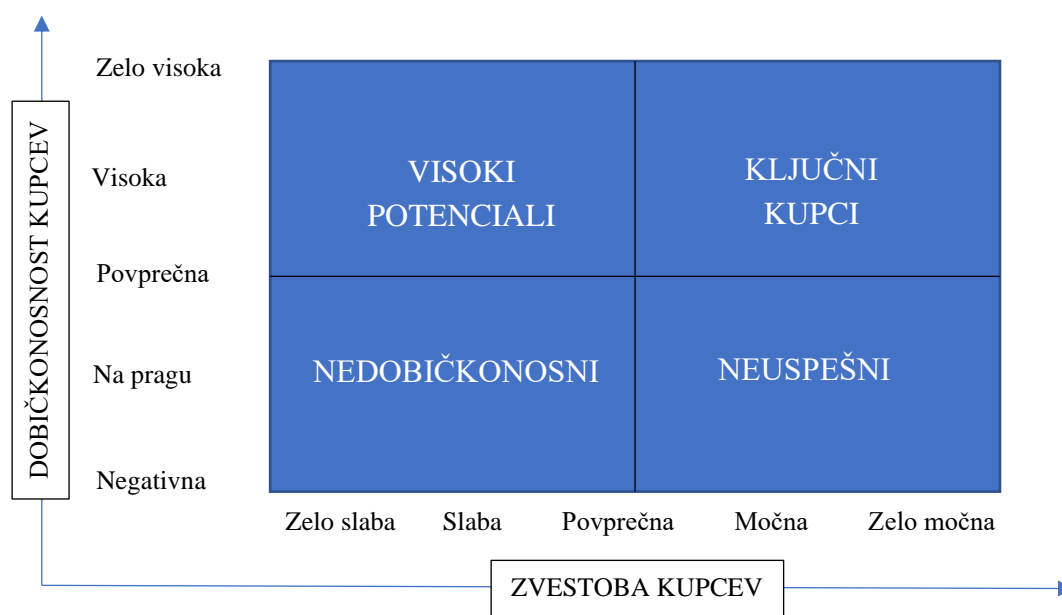 DOBIČKONOSNOST KUPCEV
Zelo visoka
Visoka
Povprečna
Na pragu
Negativna
VISOKI
POTENCIALI
KLJUČNI
KUPCI
NEDOBIČKONOSNI
NEUSPEŠNI
Zelo slaba
Slaba
Povprečna
Močna
Zelo močna
ZVESTOBA KUPCEV